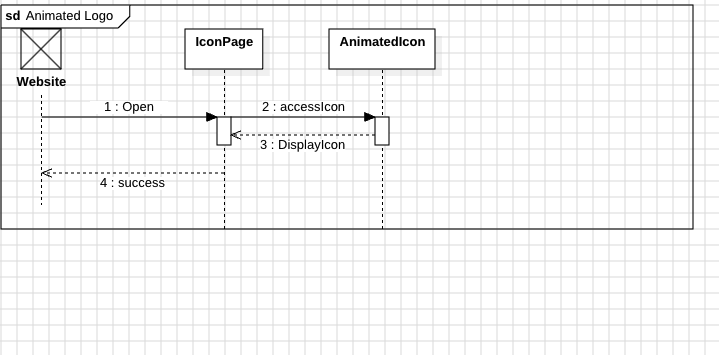 sd Animated Logo
IconPage
AnimatedIcon
Website
1 : Open
2 : accessIcon
3 : DisplayIcon
4 : success